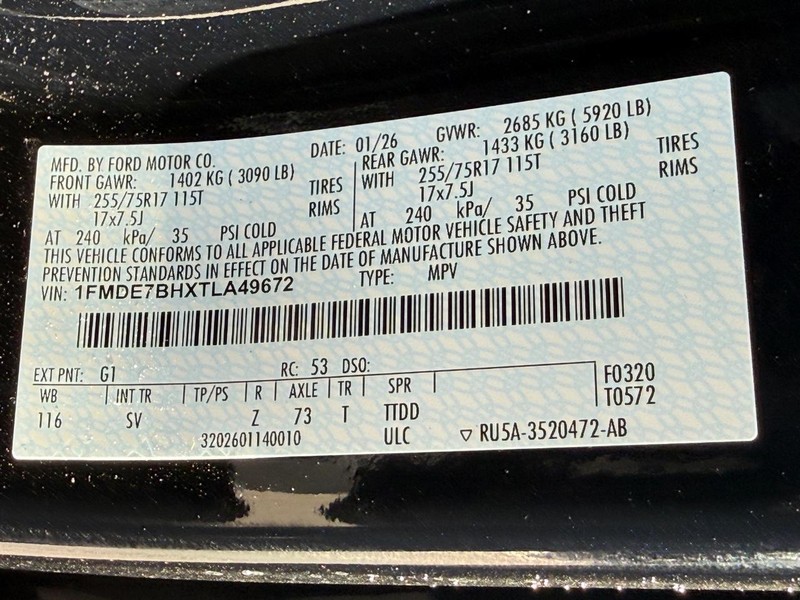 MFD. BY FORD MOTOR CO. DATE: 01/26 GVWR: 2685 KG ( 5920 LB)
FRONT GAWR: 1402 KG ( 3090 LB) REAR GAWR: 1433 KG ( 3160 LB)
WITH 255/75R17 115T TIRES WITH 255/75R17 115T TIRES
17x7.5J RIMS 17x7.5J RIMS
AT 240 kPa/ 35 PSI COLD AT 240 kPa/ 35 PSI COLD
THIS VEHICLE CONFORMS TO ALL APPLICABLE FEDERAL MOTOR VEHICLE SAFETY AND THEFT
PREVENTION STANDARDS IN EFFECT ON THE DATE OF MANUFACTURE SHOWN ABOVE.
VIN: 1FMDE7BHXTLA49672 TYPE: MPV
EXT PNT: G1 RC: 53 DSO: F0320
WB INT TR TP/PS R AXLE TR SPR T0572
116 SV Z 73 T TTDD
3202601140010 ULC ▽ RU5A-3520472-AB